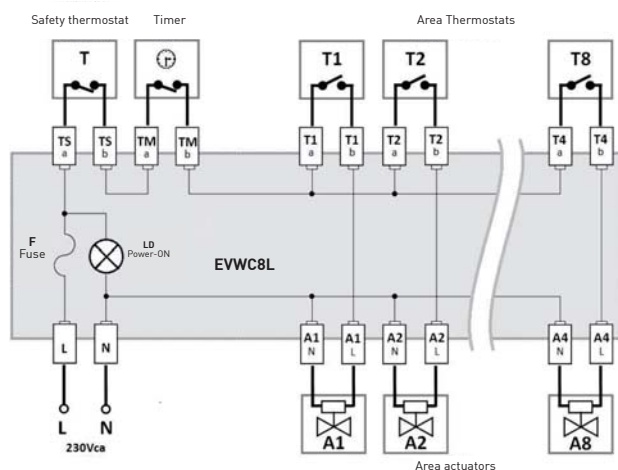 Safety thermostat Timer Area Thermostats
T T1 T2 T8
TS a TS b TM a TM b T1 a T1 b T2 a T2 b T4 a T4 b
F Fuse
LD Power-ON
EVWC8L
L N A1 N A1 L A2 N A2 L A4 N A4 L
L N
230Vca
A1 A2 A8
Area actuators